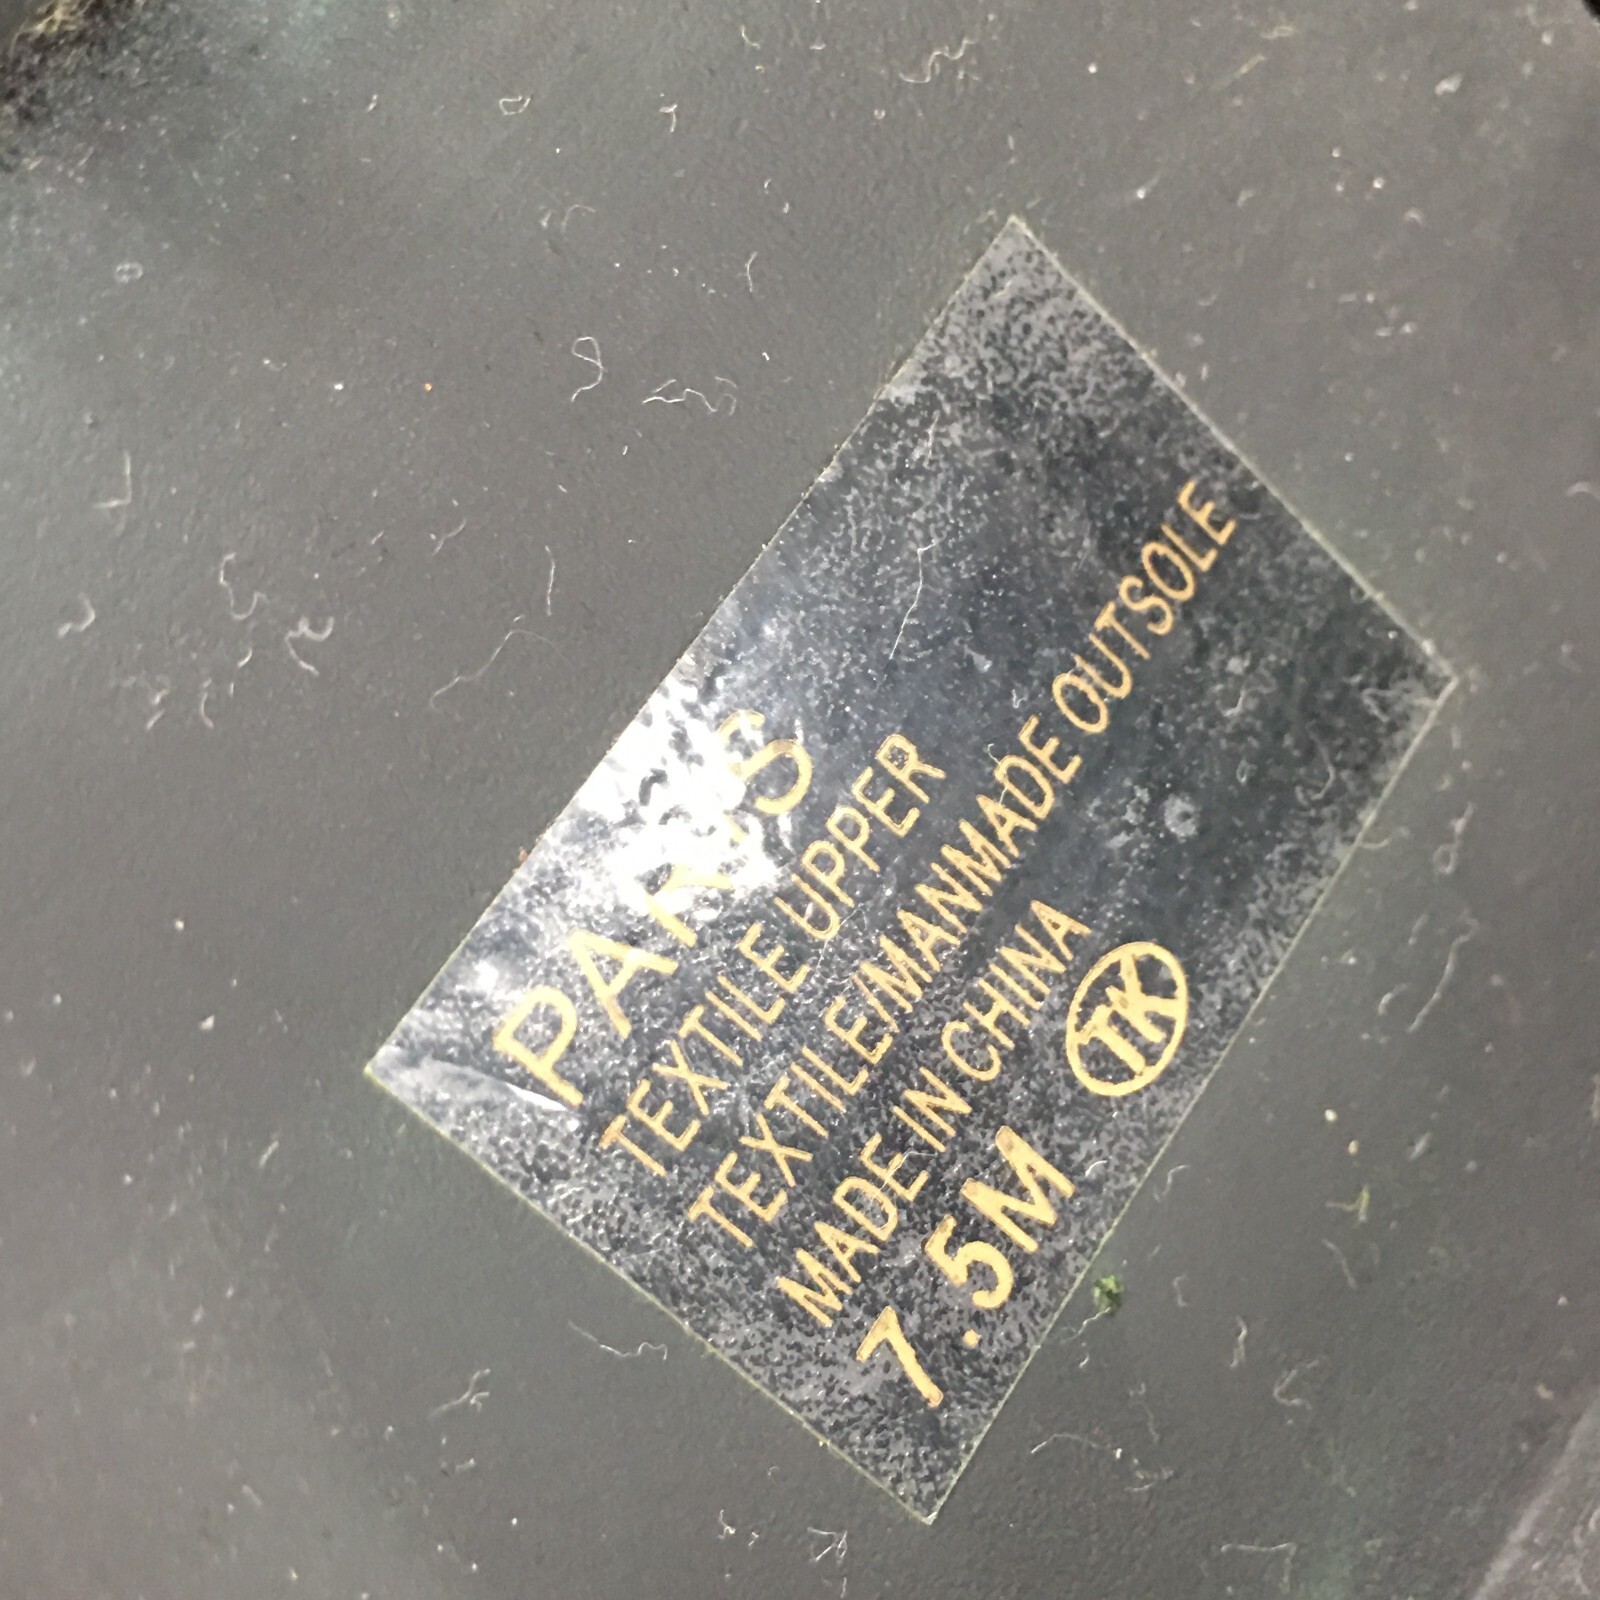 PARIS
TEXTILE UPPER
TEXTILE/MANMADE OUTSOLE
MADE IN CHINA
7.5M TK